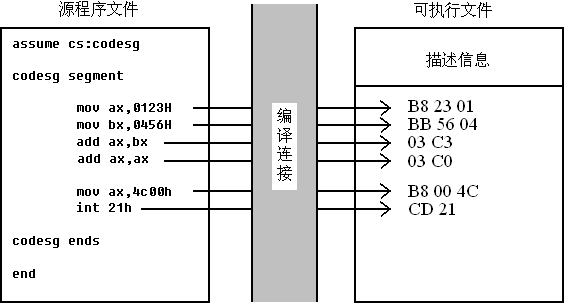 源程序文件
assume cs:codesg
codesg segment
mov ax,0123H
mov bx,0456H
add ax,bx
add ax,ax
mov ax,4c00h
int 21h
codesg ends
end
编译连接
可执行文件
描述信息
B8 23 01
BB 56 04
03 C3
03 C0
B8 00 4C
CD 21